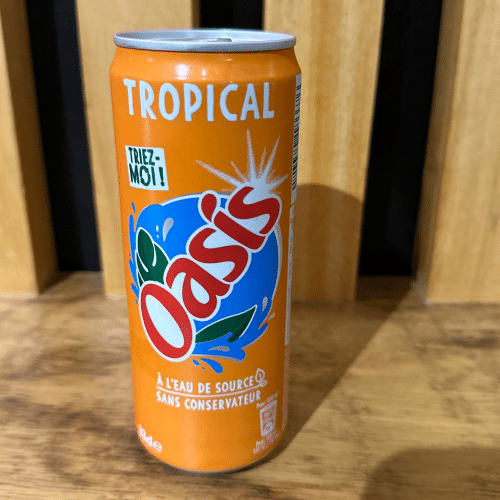 TROPICAL
TRIEZ-
MOI !
Oasis
À L'EAU DE SOURCE
SANS CONSERVATEUR